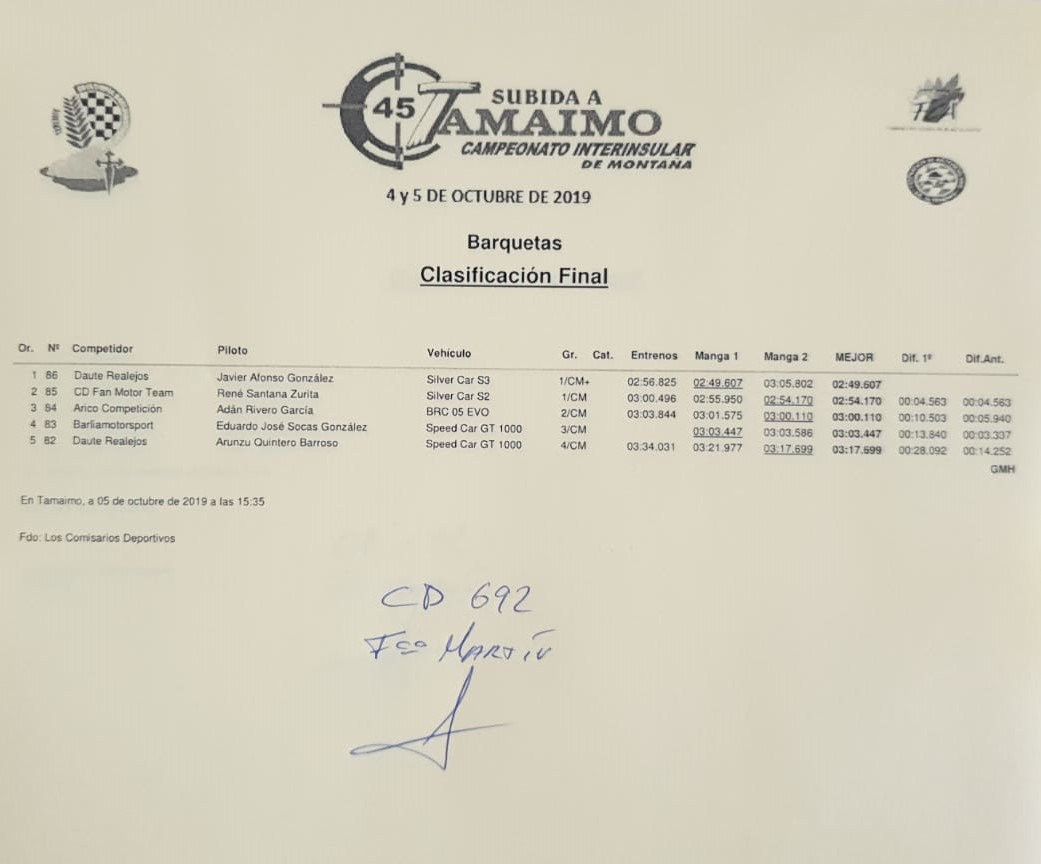 45 SUBIDA A
TAMAIMO
CAMPEONATO INTERINSULAR
DE MONTAÑA
4 y 5 DE OCTUBRE DE 2019
Barquetas
Clasificación Final
Or. Nº Competidor Piloto Vehículo Gr. Cat. Entrenos Manga 1 Manga 2 MEJOR Dif. 1º Dif.Ant.
1 86 Daute Realejos Javier Afonso González Silver Car S3 1/CM+ 02:56.825 02:49.607 03:05.802 02:49.607
2 85 CD Fan Motor Team René Santana Zurita Silver Car S2 1/CM 03:00.496 02:55.950 02:54.170 02:54.170 00:04.563 00:04.563
3 84 Arico Competición Adán Rivero García BRC 05 EVO 2/CM 03:03.844 03:01.575 03:00.110 03:00.110 00:10.503 00:05.940
4 83 Barliamotorsport Eduardo José Socas González Speed Car GT 1000 3/CM 03:03.447 03:03.586 03:03.447 00:13.840 00:03.337
5 82 Daute Realejos Arunzu Quintero Barroso Speed Car GT 1000 4/CM 03:34.031 03:21.977 03:17.699 03:17.699 00:28.092 00:14.252
GMH
En Tamaimo, a 05 de octubre de 2019 a las 15:35
Fdo: Los Comisarios Deportivos
CD 692
Fco MARTÍN